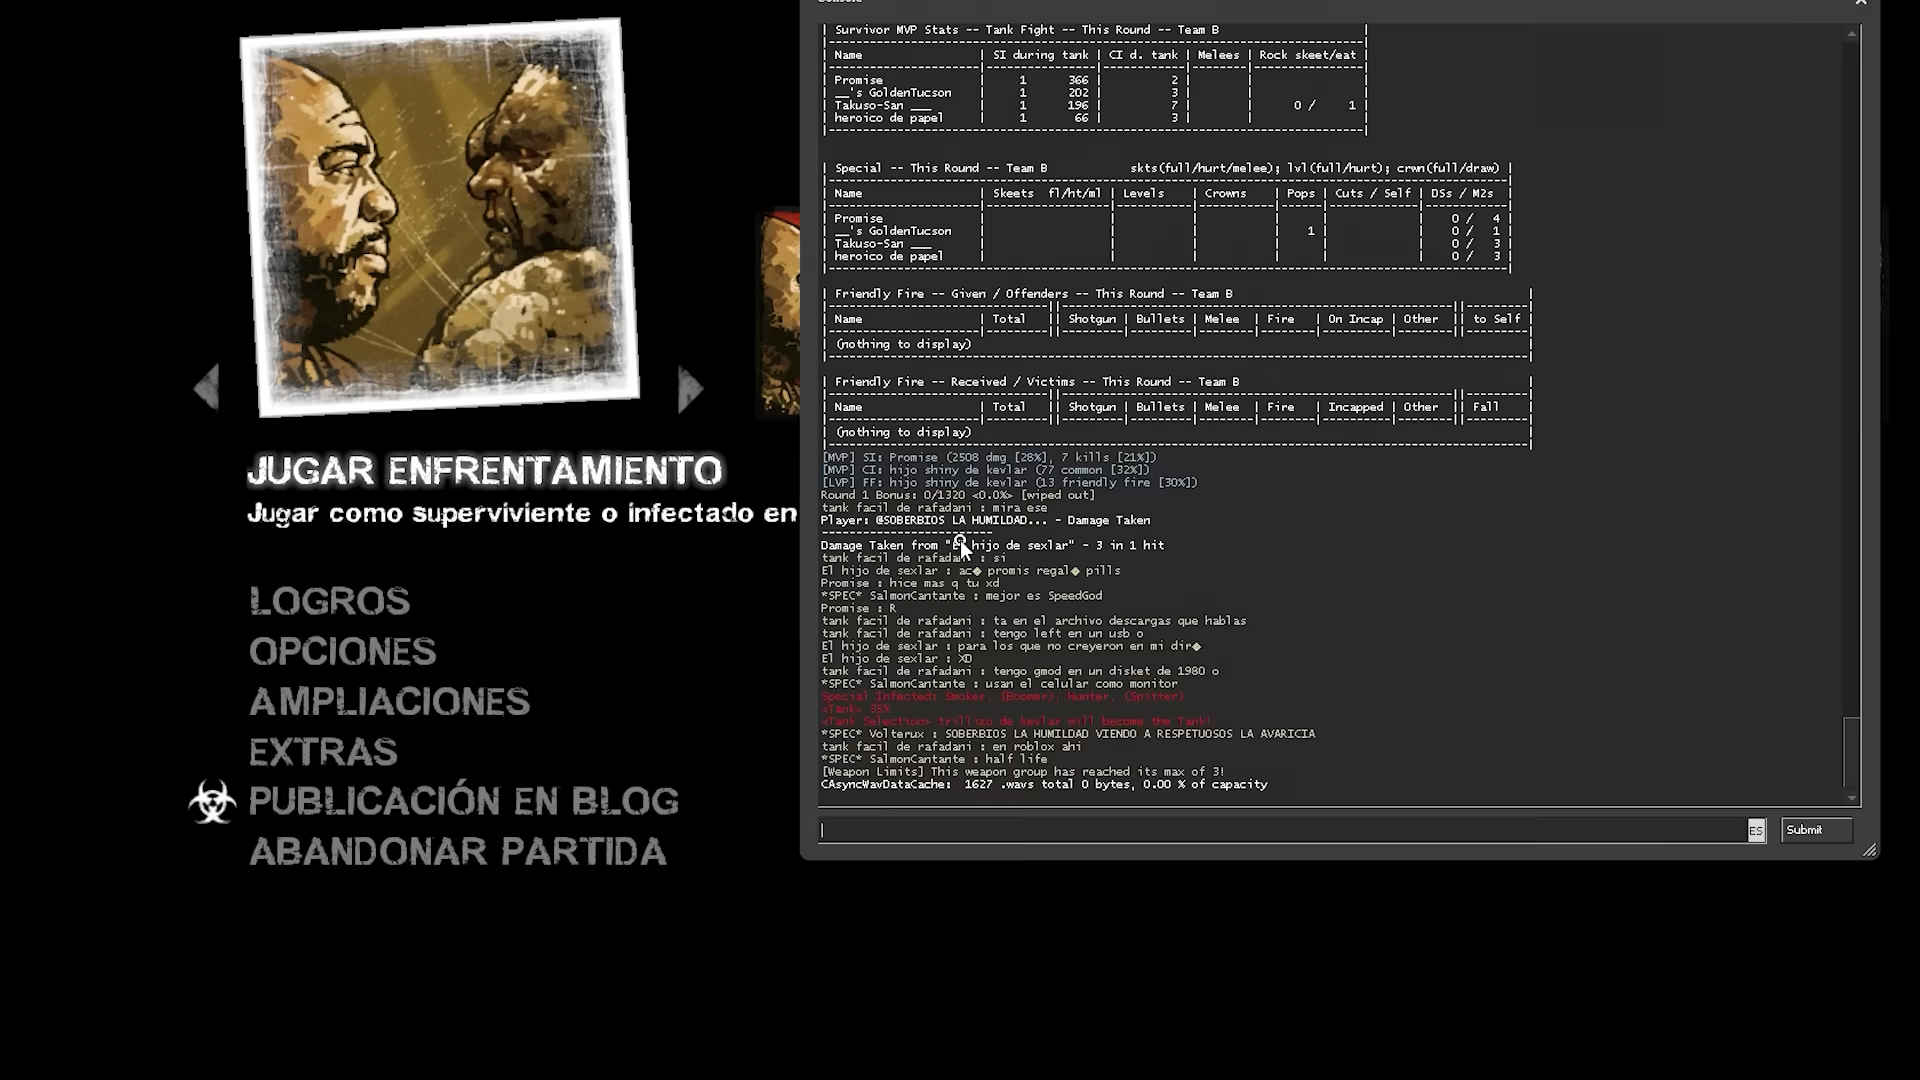 JUGAR ENFRENTAMIENTO
Jugar como superviviente o infectado en
LOGROS
OPCIONES
AMPLIACIONES
EXTRAS
PUBLICACIÓN EN BLOG
ABANDONAR PARTIDA
| Survivor MVP Stats -- Tank Fight -- This Round -- Team B |
| Name | SI during tank | CI d. tank | Melees | Rock skeet/eat |
| Promise | 1 366 | 2 | | |
| __'s GoldenTucson | 1 202 | 3 | | |
| Takuso-San ___ | 1 196 | 7 | | 0 / 1 |
| heroico de papel | 1 66 | 3 | | |
| Special -- This Round -- Team B skts(full/hurt/melee); lvl(full/hurt); crwn(full/draw) |
| Name | Skeets fl/ht/ml | Levels | Crowns | Pops | Cuts / Self | DSs / M2s |
| Promise | | | | | | 0 / 4 |
| __'s GoldenTucson | | | | 1 | | 0 / 1 |
| Takuso-San ___ | | | | | | 0 / 3 |
| heroico de papel | | | | | | 0 / 3 |
| Friendly Fire -- Given / Offenders -- This Round -- Team B |
| Name | Total || Shotgun | Bullets | Melee | Fire | On Incap | Other || to Self |
| (nothing to display)
| Friendly Fire -- Received / Victims -- This Round -- Team B |
| Name | Total || Shotgun | Bullets | Melee | Fire | Incapped | Other || Fall |
| (nothing to display)
[MVP] SI: Promise (2508 dmg [28%], 7 kills [21%])
[MVP] CI: hijo shiny de kevlar (77 common [32%])
[LVP] FF: hijo shiny de kevlar (13 friendly fire [30%])
Round 1 Bonus: 0/1320 <0.0%> [wiped out]
tank facil de rafadani : mira ese
Player: @SOBERBIOS LA HUMILDAD... - Damage Taken
Damage Taken from "El hijo de sexlar" - 3 in 1 hit
tank facil de rafadani : si
El hijo de sexlar : ac� promis regal� pills
Promise : hice mas q tu xd
*SPEC* SalmonCantante : mejor es SpeedGod
Promise : R
tank facil de rafadani : ta en el archivo descargas que hablas
tank facil de rafadani : tengo left en un usb o
El hijo de sexlar : para los que no creyeron en mi dir�
El hijo de sexlar : XD
tank facil de rafadani : tengo gmod en un disket de 1980 o
*SPEC* SalmonCantante : usan el celular como monitor
Special Infected: Smoker, (Boomer), Hunter, (Spitter)
<Tank> 35%
<Tank Selection> trillizo de kevlar will become the Tank!
*SPEC* Volterux : SOBERBIOS LA HUMILDAD VIENDO A RESPETUOSOS LA AVARICIA
tank facil de rafadani : en roblox ahi
*SPEC* SalmonCantante : half life
[Weapon Limits] This weapon group has reached its max of 3!
CAsyncWavDataCache: 1627 .wavs total 0 bytes, 0.00 % of capacity
ES
Submit